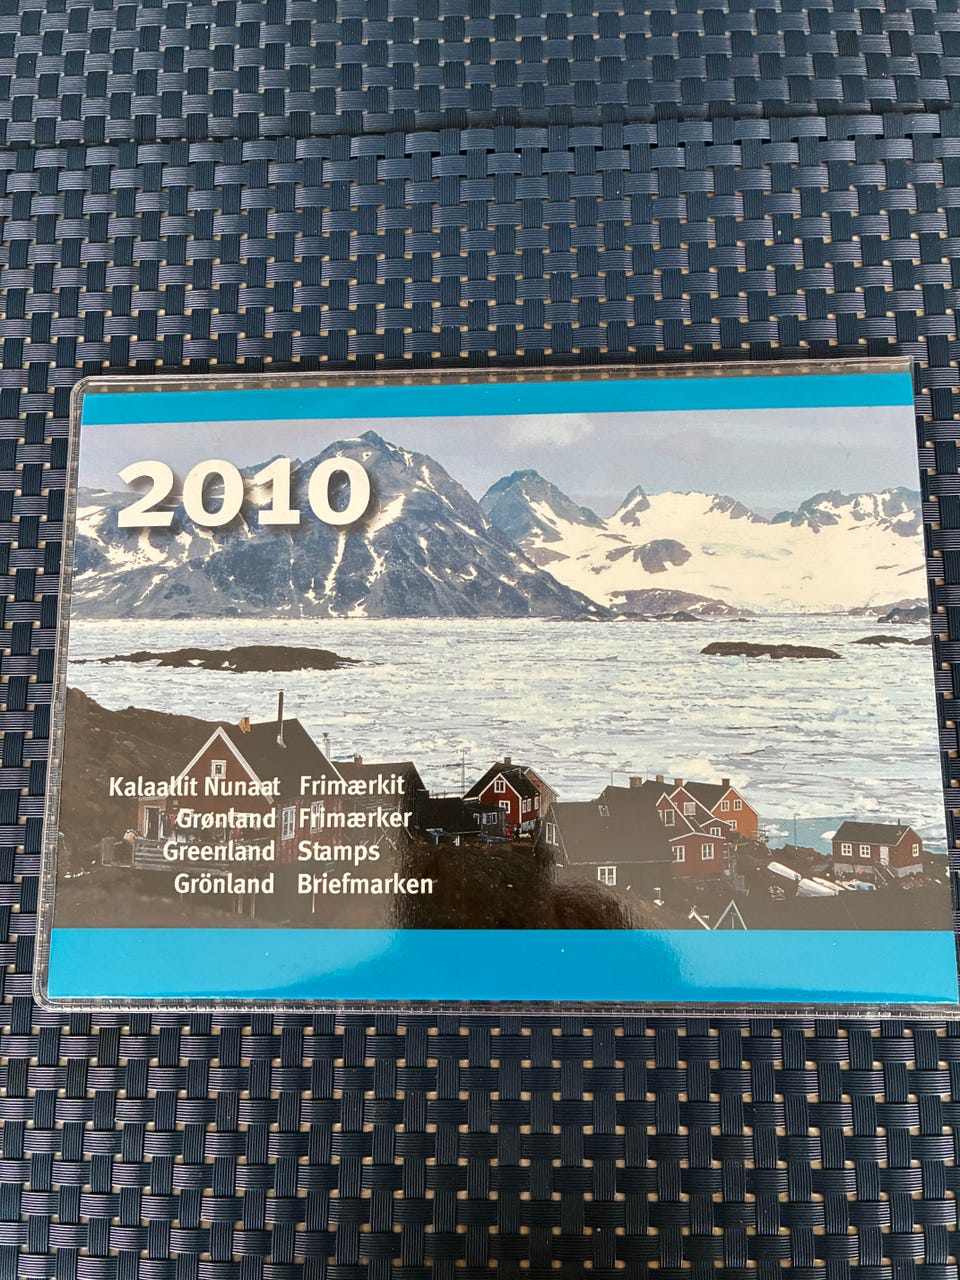 2010
Kalaallit Nunaat Frimærkit
Grønland Frimærker
Greenland Stamps
Grönland Briefmarken